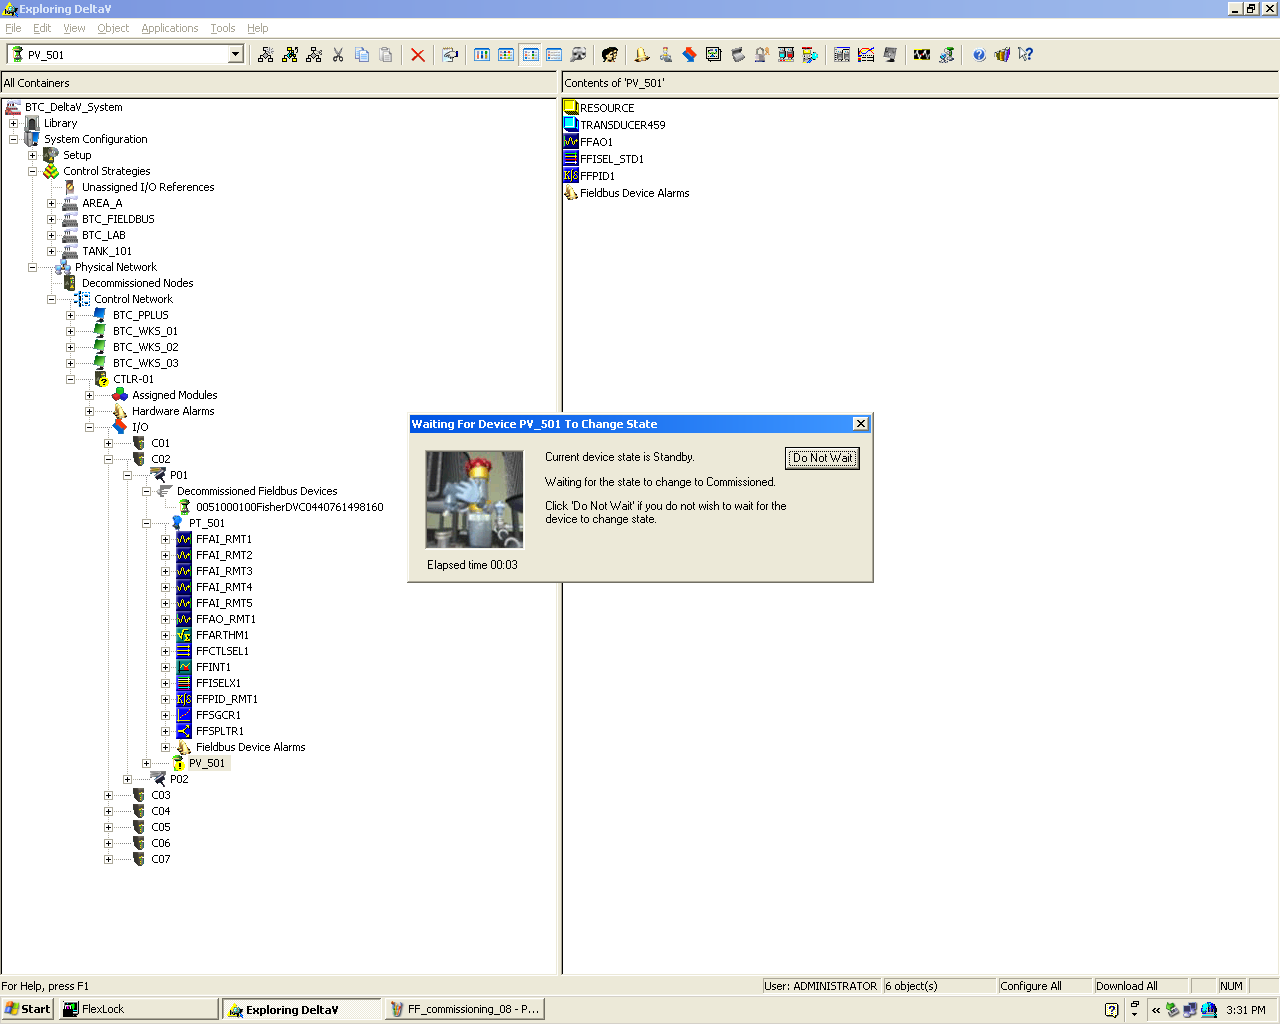 Exploring DeltaV
File Edit View Object Applications Tools Help
PV_501
All Containers
Contents of 'PV_501'
BTC_DeltaV_System
Library
System Configuration
Setup
Control Strategies
Unassigned I/O References
AREA_A
BTC_FIELDBUS
BTC_LAB
TANK_101
Physical Network
Decommissioned Nodes
Control Network
BTC_PPLUS
BTC_WKS_01
BTC_WKS_02
BTC_WKS_03
CTLR-01
Assigned Modules
Hardware Alarms
I/O
C01
C02
P01
Decommissioned Fieldbus Devices
0051000100FisherDVC0440761498160
PT_501
FFAI_RMT1
FFAI_RMT2
FFAI_RMT3
FFAI_RMT4
FFAI_RMT5
FFAO_RMT1
FFARTHM1
FFCTLSEL1
FFINT1
FFISELX1
FFPID_RMT1
FFSGCR1
FFSPLTR1
Fieldbus Device Alarms
PV_501
P02
C03
C04
C05
C06
C07
RESOURCE
TRANSDUCER459
FFAO1
FFISEL_STD1
FFPID1
Fieldbus Device Alarms
Waiting For Device PV_501 To Change State
Current device state is Standby.
Do Not Wait
Waiting for the state to change to Commissioned.
Click 'Do Not Wait' if you do not wish to wait for the
device to change state.
Elapsed time 00:03
For Help, press F1
User: ADMINISTRATOR
6 object(s)
Configure All
Download All
NUM
Start
FlexLock
Exploring DeltaV
FF_commissioning_08 - P...
3:31 PM